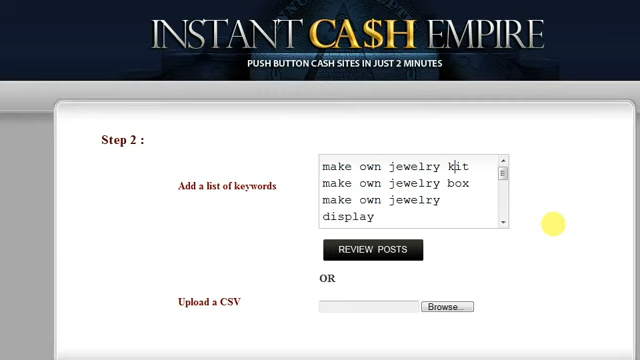 INSTANT CA$H EMPIRE
PUSH BUTTON CASH SITES IN JUST 2 MINUTES
Step 2 :
Add a list of keywords
make own jewelry kit
make own jewelry box
make own jewelry
display
REVIEW POSTS
OR
Upload a CSV
Browse...